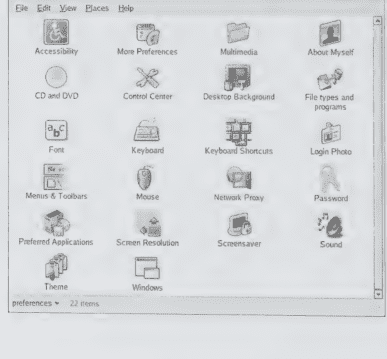 File Edit View Places Help
Accessibility More Preferences Multimedia About Myself
CD and DVD Control Center Desktop Background File types and programs
Font Keyboard Keyboard Shortcuts Login Photo
Menus & Toolbars Mouse Network Proxy Password
Preferred Applications Screen Resolution Screensaver Sound
Theme Windows
preferences 22 items